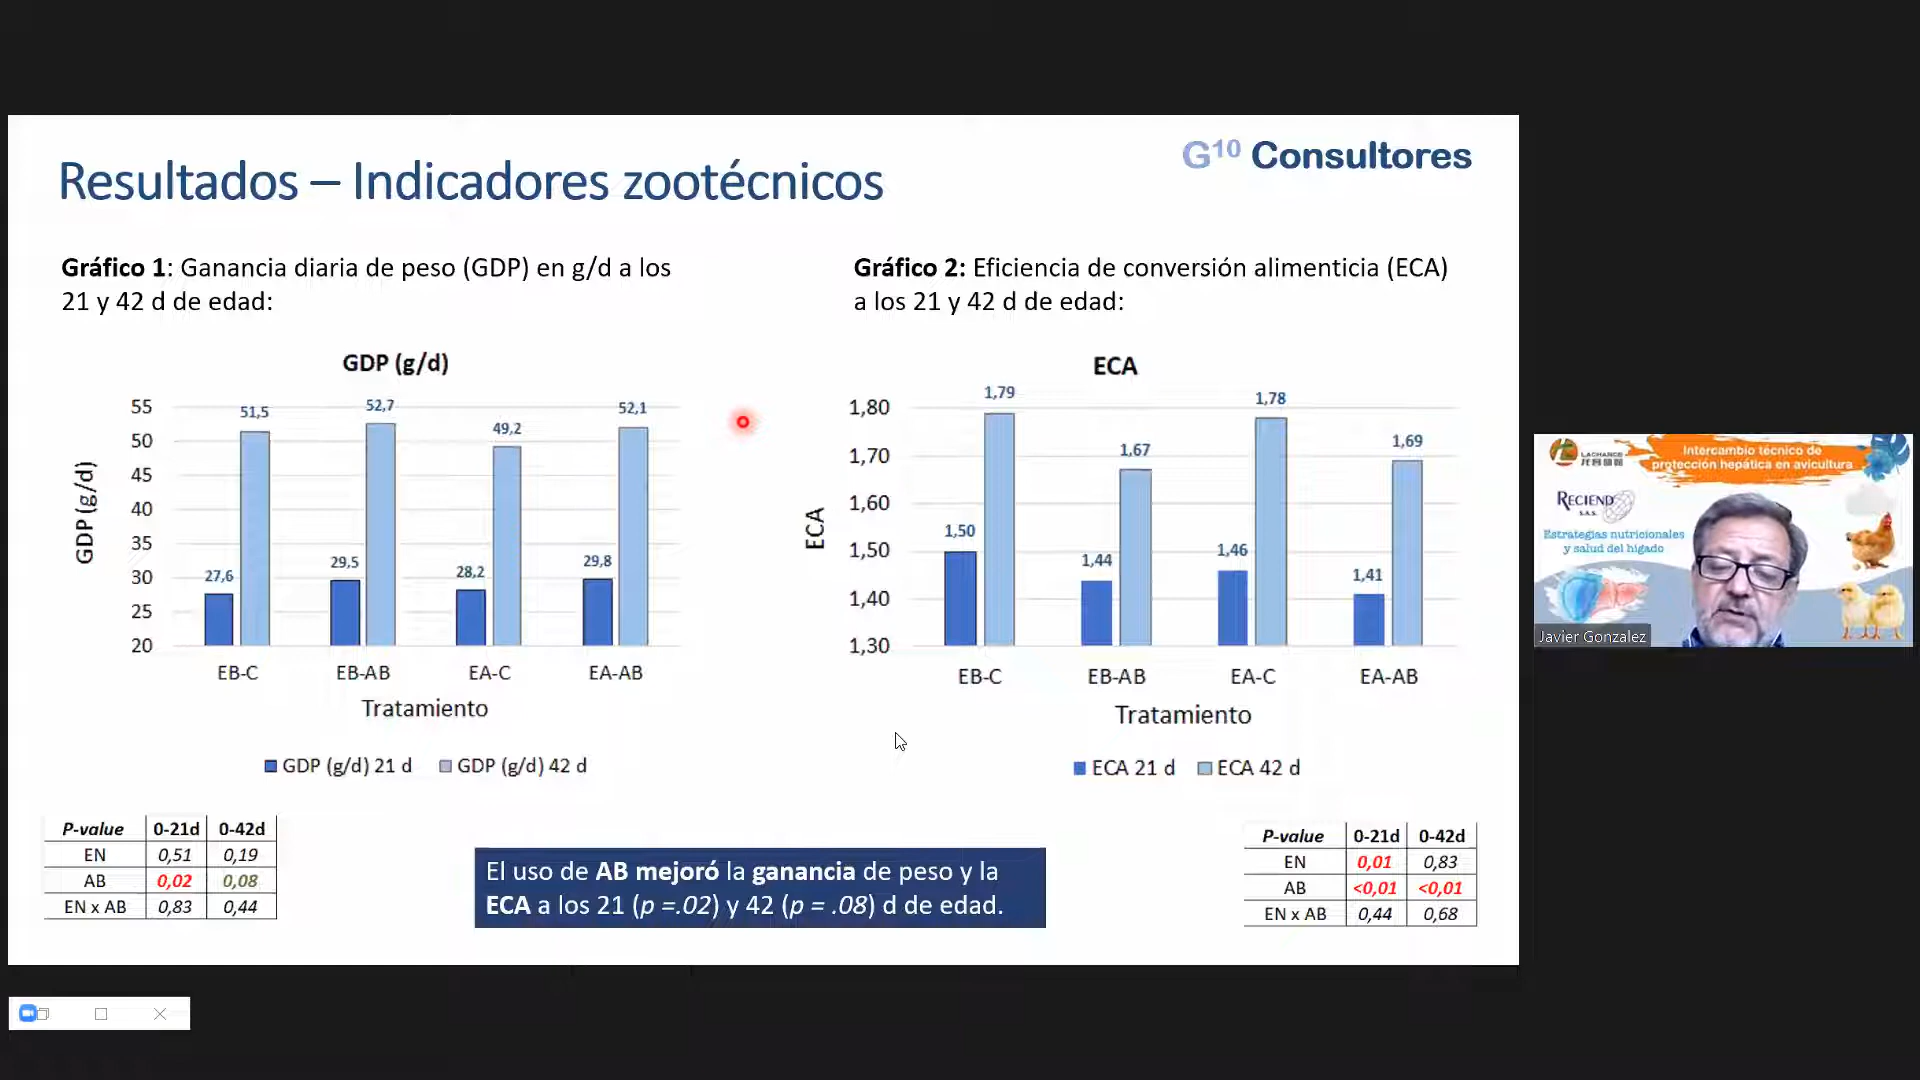 G10 Consultores
Resultados – Indicadores zootécnicos
Gráfico 1: Ganancia diaria de peso (GDP) en g/d a los
21 y 42 d de edad:
GDP (g/d)
GDP (g/d)
55
50
45
40
35
30
25
20
27,6
51,5
29,5
52,7
28,2
49,2
29,8
52,1
EB-C
EB-AB
EA-C
EA-AB
Tratamiento
GDP (g/d) 21 d
GDP (g/d) 42 d
Gráfico 2: Eficiencia de conversión alimenticia (ECA)
a los 21 y 42 d de edad:
ECA
ECA
1,80
1,70
1,60
1,50
1,40
1,30
1,50
1,79
1,44
1,67
1,46
1,78
1,41
1,69
EB-C
EB-AB
EA-C
EA-AB
Tratamiento
ECA 21 d
ECA 42 d
P-value 0-21d 0-42d
EN 0,51 0,19
AB 0,02 0,08
EN x AB 0,83 0,44
El uso de AB mejoró la ganancia de peso y la
ECA a los 21 (p =.02) y 42 (p = .08) d de edad.
P-value 0-21d 0-42d
EN 0,01 0,83
AB <0,01 <0,01
EN x AB 0,44 0,68
LACHANCE
Intercambio técnico de
protección hepática en avicultura
RECIEND
S.A.S.
Estrategias nutricionales
y salud del hígado
Javier Gonzalez